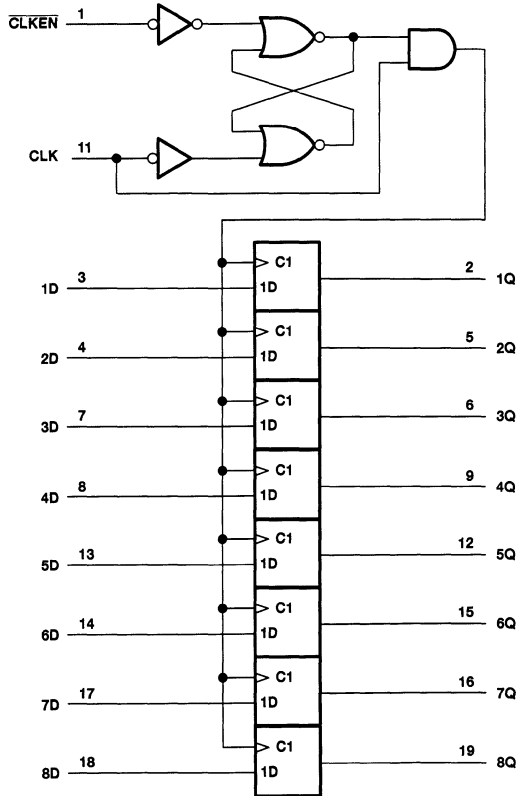 C̅L̅K̅E̅N̅ 1
CLK 11
C1
1D 3 1D 2 1Q
C1
2D 4 1D 5 2Q
C1
3D 7 1D 6 3Q
C1
4D 8 1D 9 4Q
C1
5D 13 1D 12 5Q
C1
6D 14 1D 15 6Q
C1
7D 17 1D 16 7Q
C1
8D 18 1D 19 8Q